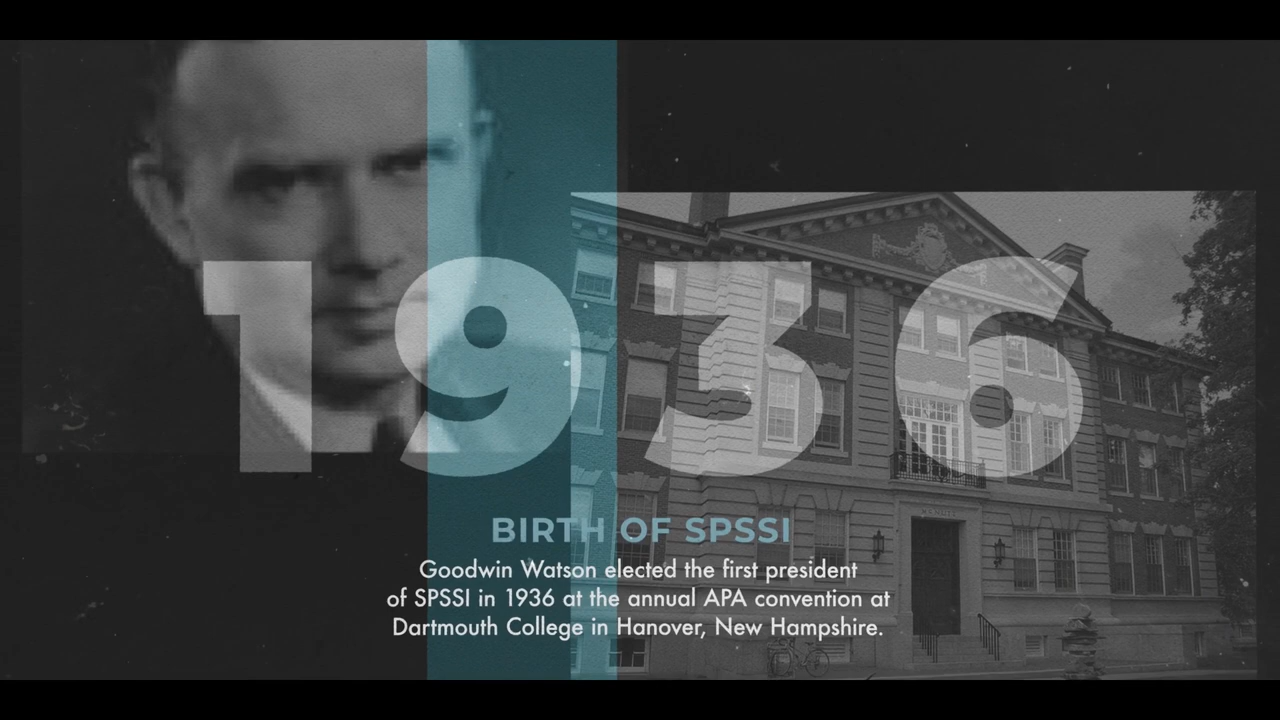 1936
BIRTH OF SPSSI
Goodwin Watson elected the first president
of SPSSI in 1936 at the annual APA convention at
Dartmouth College in Hanover, New Hampshire.